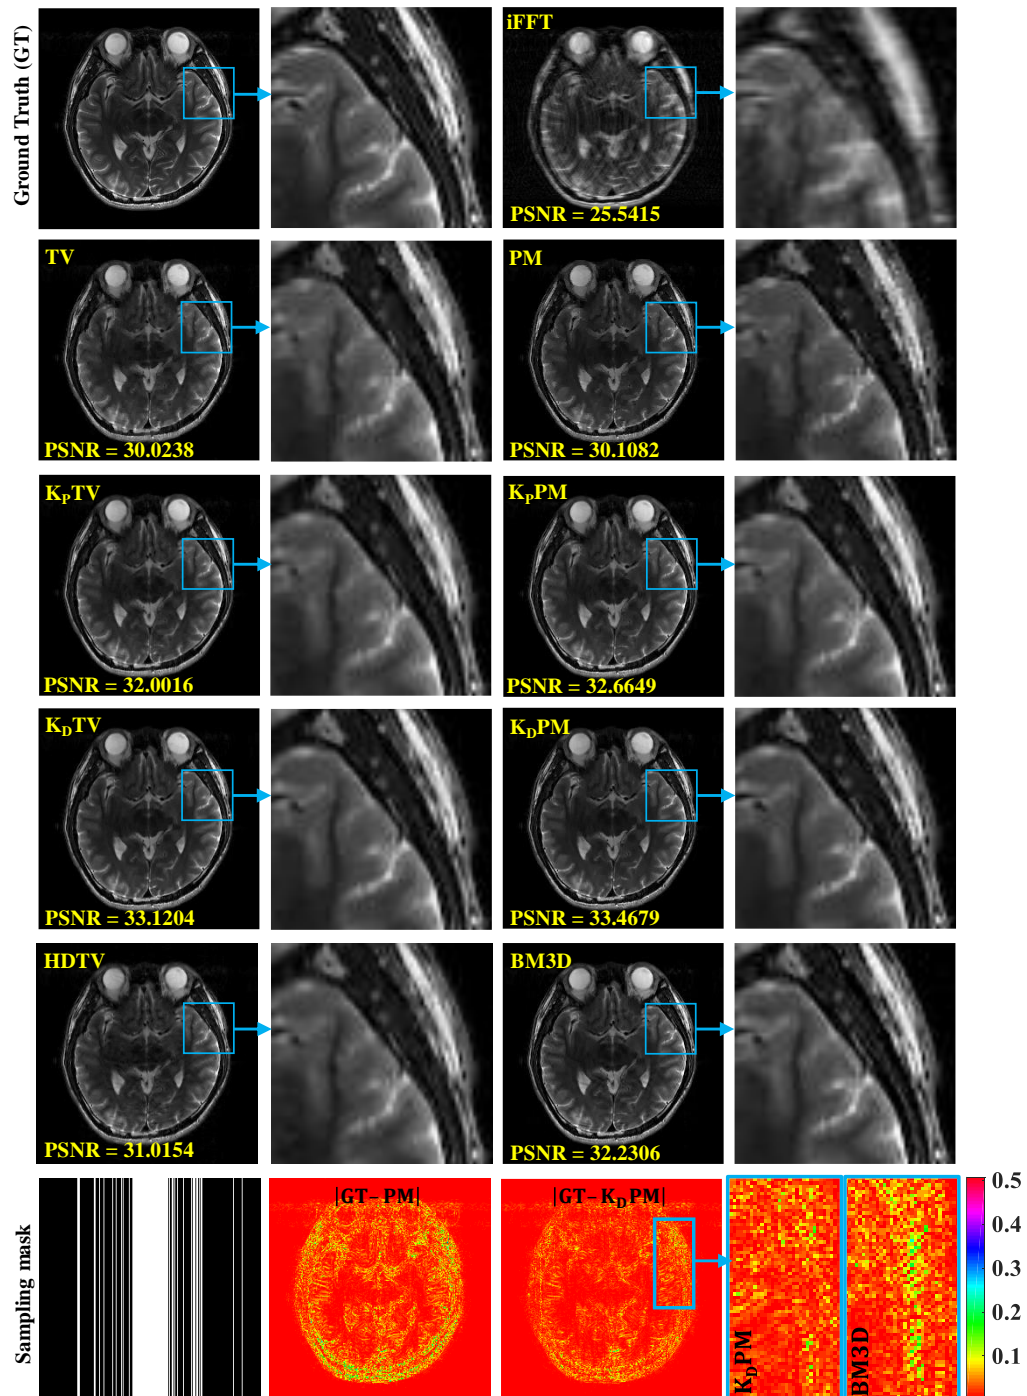 Ground Truth (GT)
iFFT
PSNR = 25.5415
TV
PSNR = 30.0238
PM
PSNR = 30.1082
KPTV
PSNR = 32.0016
KPPM
PSNR = 32.6649
KDTV
PSNR = 33.1204
KDPM
PSNR = 33.4679
HDTV
PSNR = 31.0154
BM3D
PSNR = 32.2306
Sampling mask
|GT-PM|
|GT-KDPM|
KDPM
BM3D
0.5
0.4
0.3
0.2
0.1